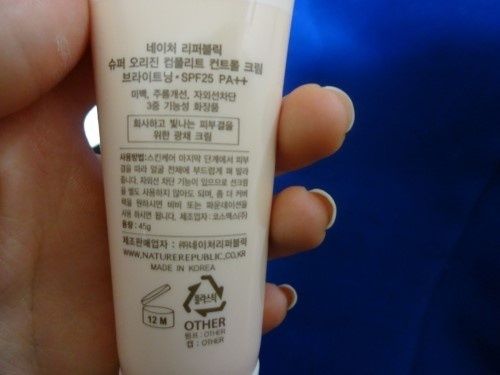 네이처 리퍼블릭
슈퍼 오리진 컴플리트 컨트롤 크림
브라이트닝 · SPF25 PA++
미백, 주름개선, 자외선차단
3중 기능성 화장품
화사하고 빛나는 피부결을
위한 광채 크림
사용방법:스킨케어 마지막 단계에서 피부
결을 따라 얼굴 전체에 부드럽게 펴 발라
줍니다. 자외선 차단 기능이 있으므로 선크림
을 별도 사용하지 않아도 되며, 좀 더 커버
력을 원하시면 비비 또는 파운데이션을
사용하시면 됩니다. 제조업자 : 코스맥스(주)
용량: 45g
제조판매업자 : ㈜네이처리퍼블릭
WWW.NATUREREPUBLIC.CO.KR
MADE IN KOREA
12 M
플라스틱
OTHER
튜브 : OTHER
캡 : OTHER